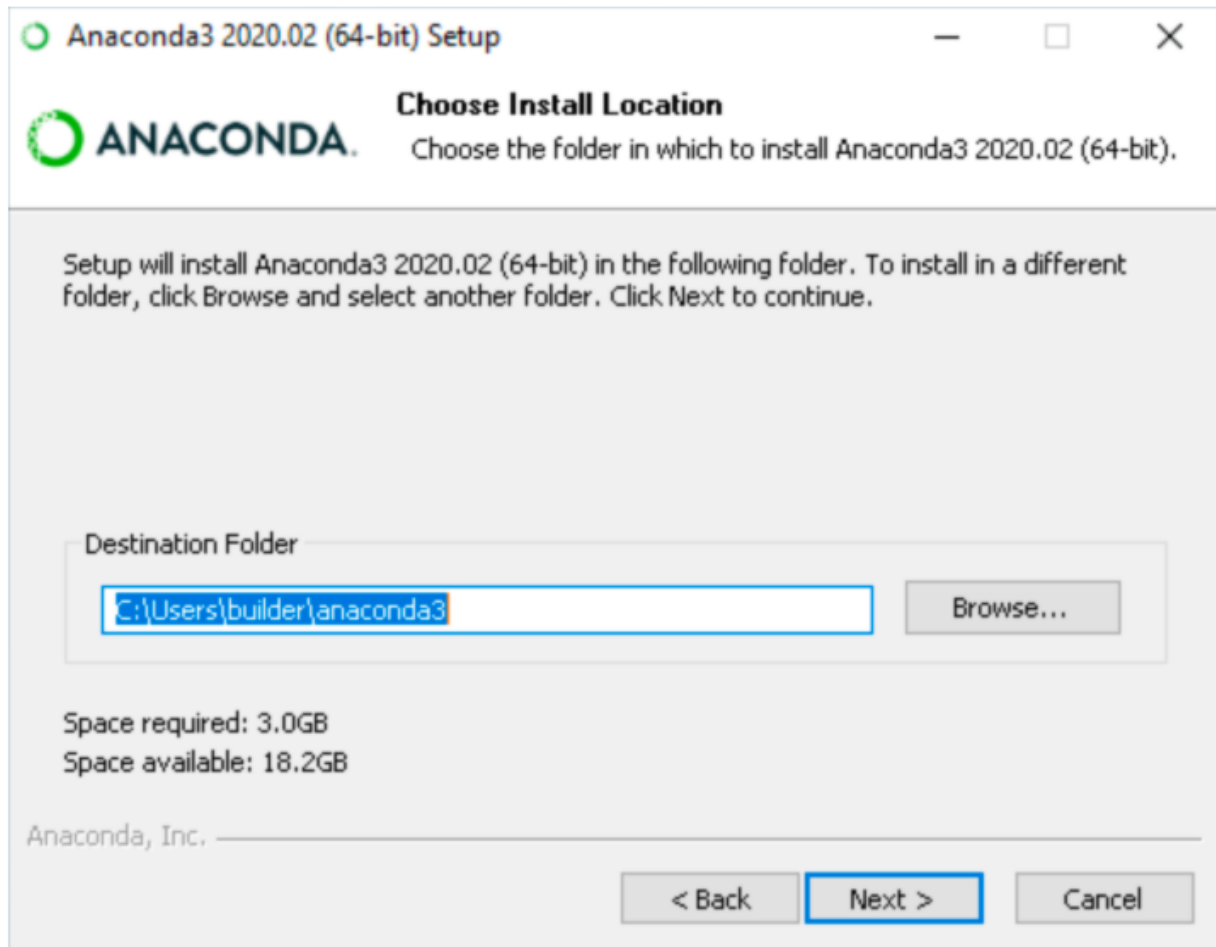 Anaconda3 2020.02 (64-bit) Setup
ANACONDA.
Choose Install Location
Choose the folder in which to install Anaconda3 2020.02 (64-bit).
Setup will install Anaconda3 2020.02 (64-bit) in the following folder. To install in a different
folder, click Browse and select another folder. Click Next to continue.
Destination Folder
C:\Users\builder\anaconda3
Browse...
Space required: 3.0GB
Space available: 18.2GB
Anaconda, Inc.
< Back
Next >
Cancel